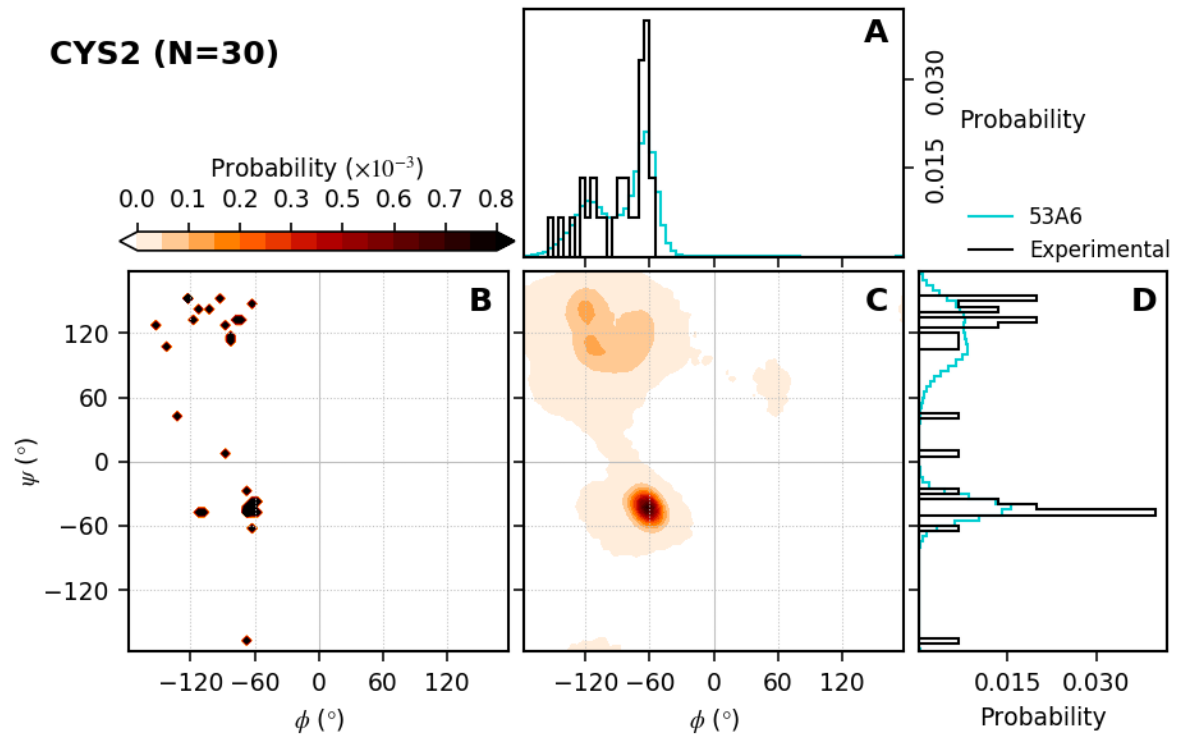 CYS2 (N=30)
A
0.030
0.015
Probability
Probability (×10⁻³)
0.0 0.1 0.2 0.3 0.4 0.5 0.6 0.7 0.8
53A6
Experimental
B
C
D
120
60
0
−60
−120
ψ (°)
−120 −60 0 60 120
−120 −60 0 60 120
0.015 0.030
ϕ (°)
ϕ (°)
Probability